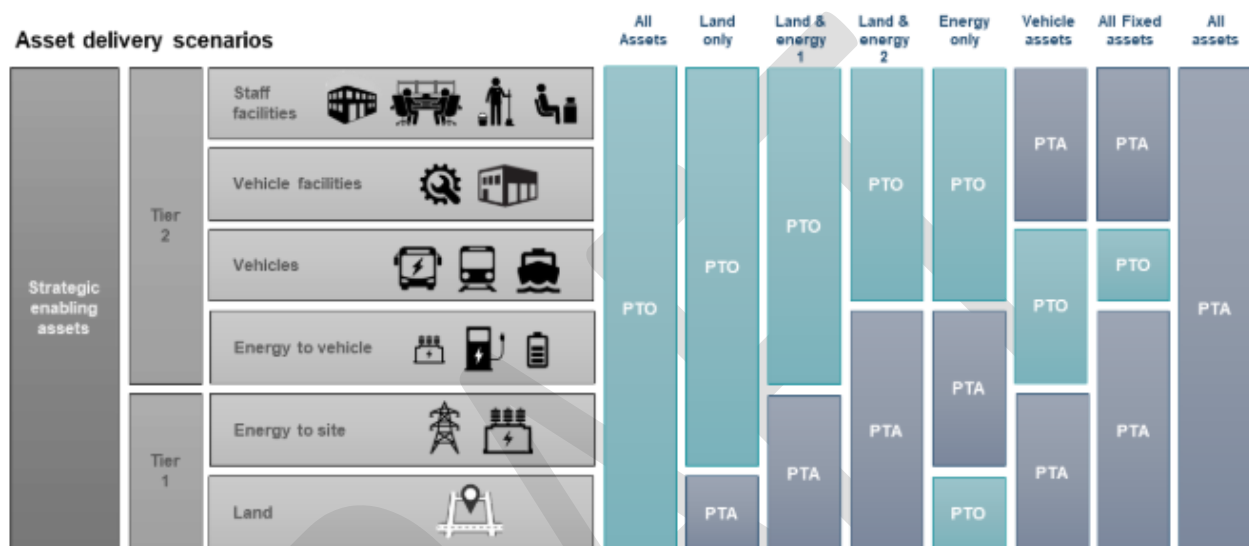 Asset delivery scenarios
All
Assets
Land
only
Land &
energy
1
Land &
energy
2
Energy
only
Vehicle
assets
All Fixed
assets
All
assets
Strategic
enabling
assets
Tier
2
Tier
1
Staff
facilities
Vehicle facilities
Vehicles
Energy to vehicle
Energy to site
Land
PTO
PTO
PTA
PTO
PTA
PTO
PTA
PTO
PTA
PTO
PTA
PTO
PTA
PTA
PTO
PTA
PTA